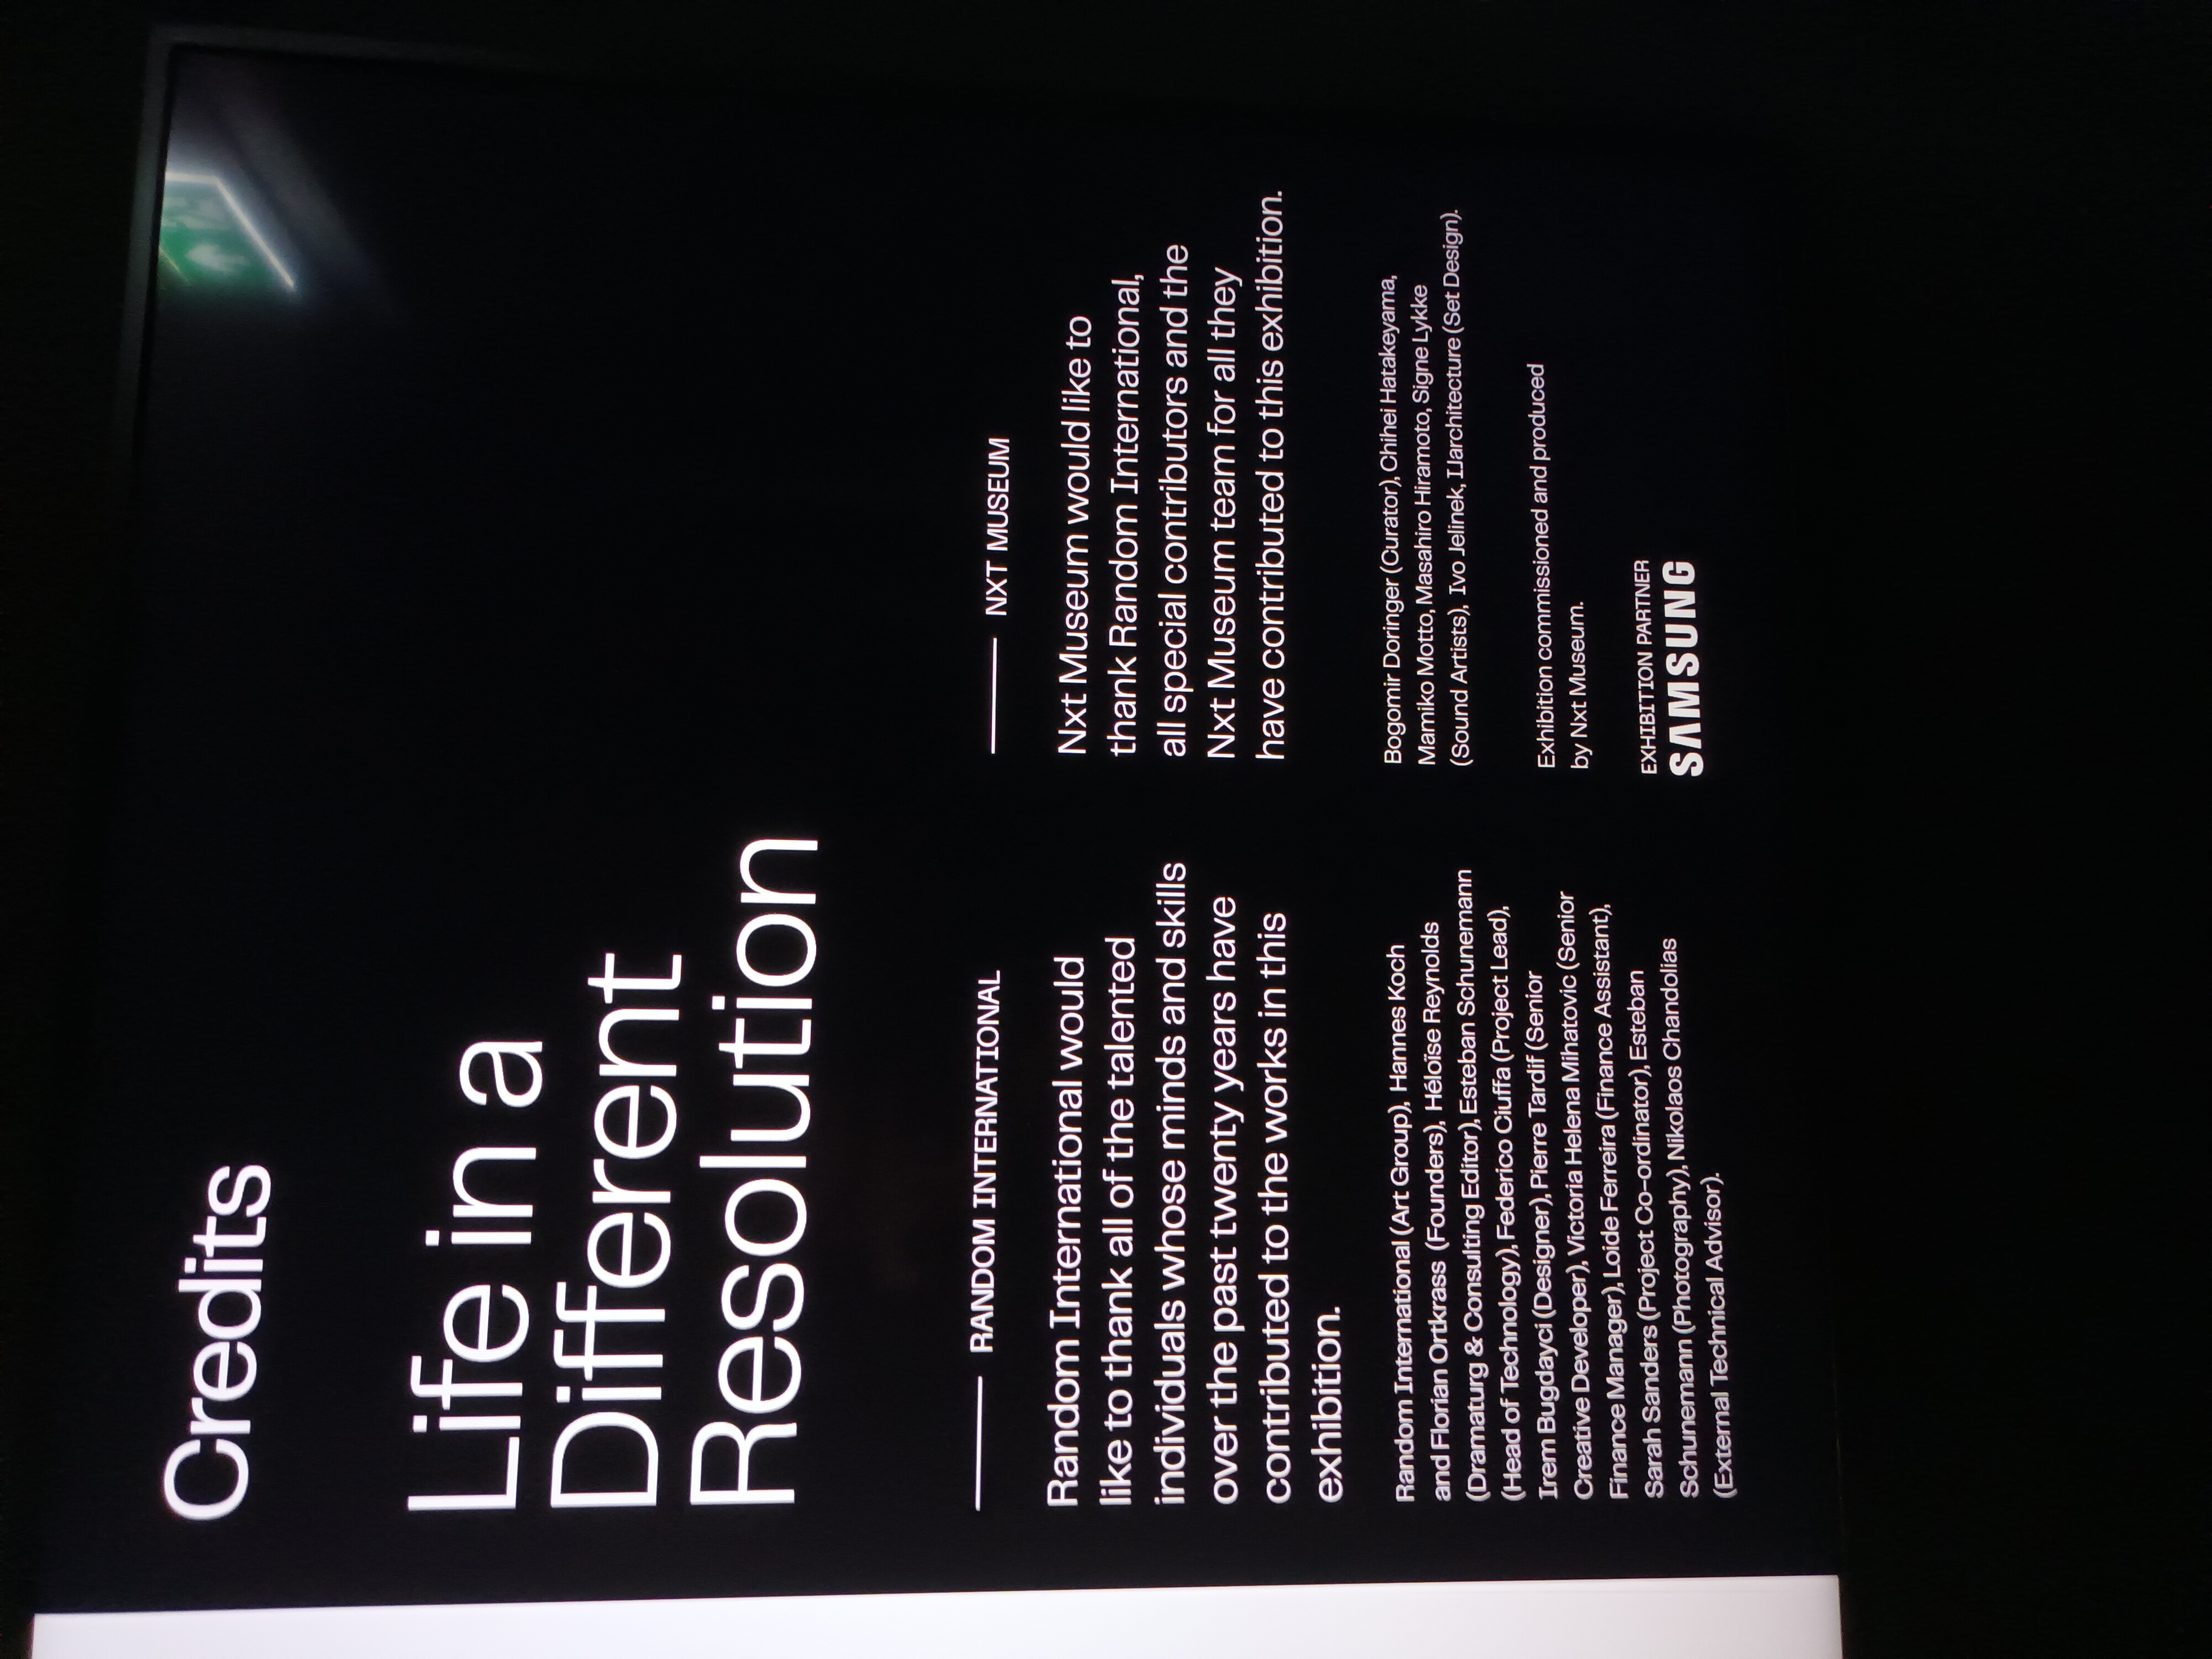 Credits
Life in a
Different
Resolution
RANDOM INTERNATIONAL
Random International would
like to thank all of the talented
individuals whose minds and skills
over the past twenty years have
contributed to the works in this
exhibition.
Random International (Art Group), Hannes Koch
and Florian Ortkrass (Founders), Héloïse Reynolds
(Dramaturg & Consulting Editor), Esteban Schunemann
(Head of Technology), Federico Ciuffa (Project Lead),
Irem Bugdayci (Designer), Pierre Tardif (Senior
Creative Developer), Victoria Helena Mihatovic (Senior
Finance Manager), Loide Ferreira (Finance Assistant),
Sarah Sanders (Project Co-ordinator), Esteban
Schunemann (Photography), Nikolaos Chandolias
(External Technical Advisor).
NXT MUSEUM
Nxt Museum would like to
thank Random International,
all special contributors and the
Nxt Museum team for all they
have contributed to this exhibition.
Bogomir Doringer (Curator), Chihei Hatakeyama,
Mamiko Motto, Masahiro Hiramoto, Signe Lykke
(Sound Artists), Ivo Jelinek, IJarchitecture (Set Design).
Exhibition commissioned and produced
by Nxt Museum.
EXHIBITION PARTNER
SAMSUNG